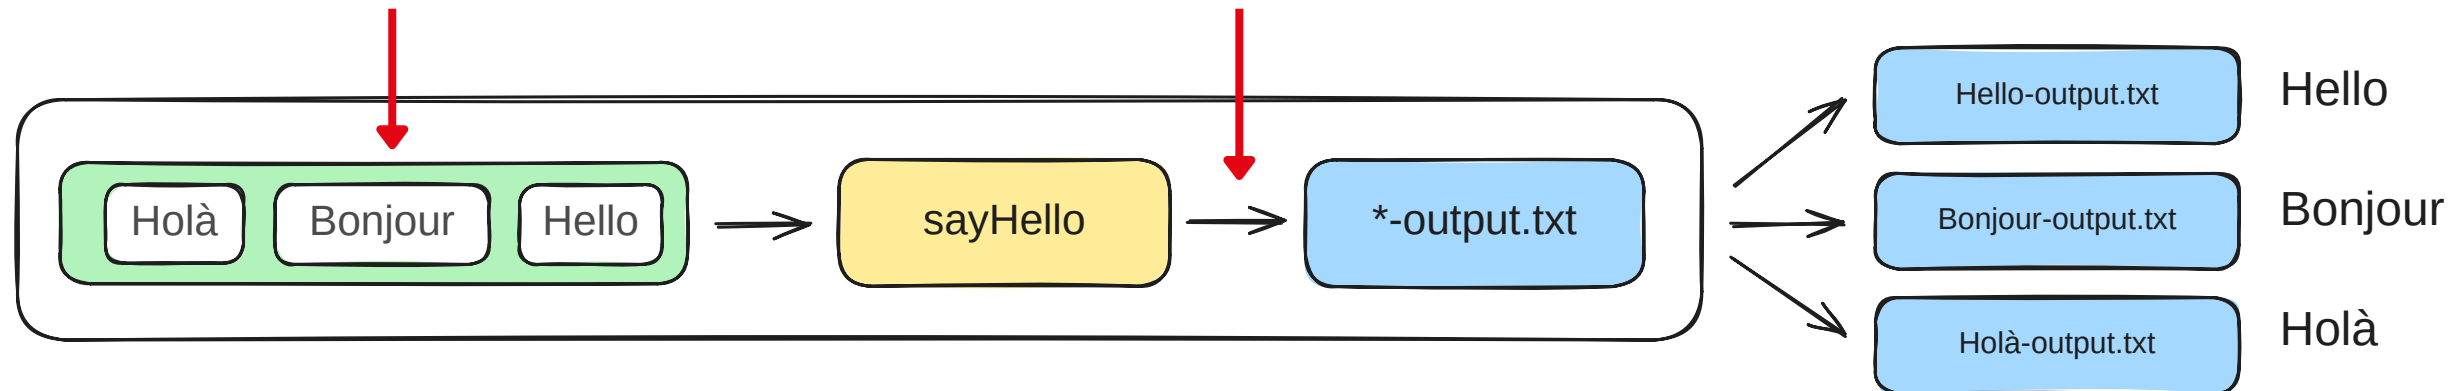 Holà
Bonjour
Hello
sayHello
*-output.txt
Hello-output.txt
Hello
Bonjour-output.txt
Bonjour
Holà-output.txt
Holà